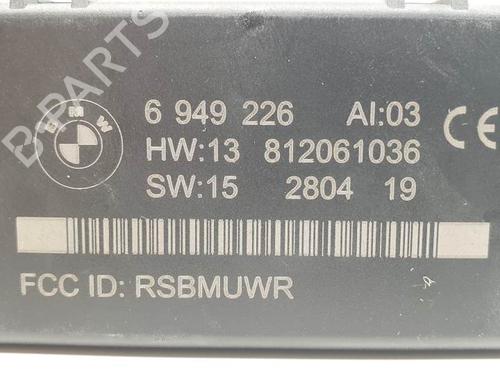 B-PARTS
BMW
6 949 226 AI:03
HW:13 812061036
CE
SW:15 2804 19
FCC ID: RSBMUWR